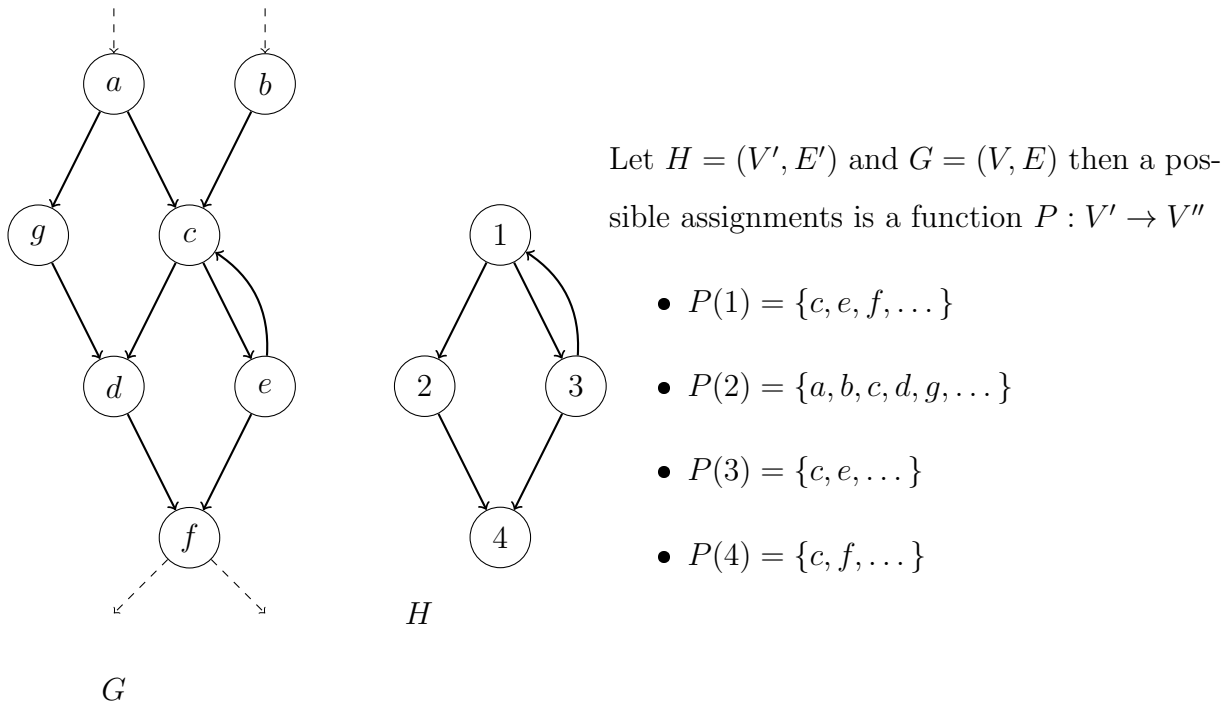 a
b
g
c
d
e
f
G
1
2
3
4
H
Let H = (V′, E′) and G = (V, E) then a pos-
sible assignments is a function P : V′ → V″
• P(1) = {c, e, f, . . . }
• P(2) = {a, b, c, d, g, . . . }
• P(3) = {c, e, . . . }
• P(4) = {c, f, . . . }